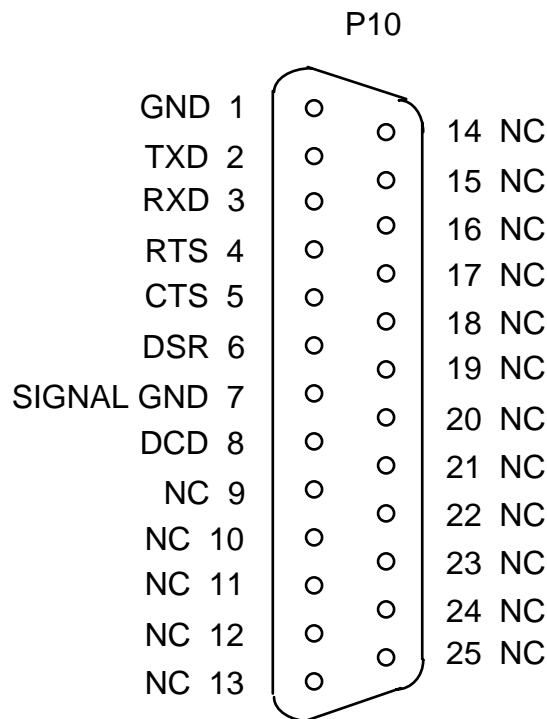 P10
GND 1
TXD 2
RXD 3
RTS 4
CTS 5
DSR 6
SIGNAL GND 7
DCD 8
NC 9
NC 10
NC 11
NC 12
NC 13
14 NC
15 NC
16 NC
17 NC
18 NC
19 NC
20 NC
21 NC
22 NC
23 NC
24 NC
25 NC